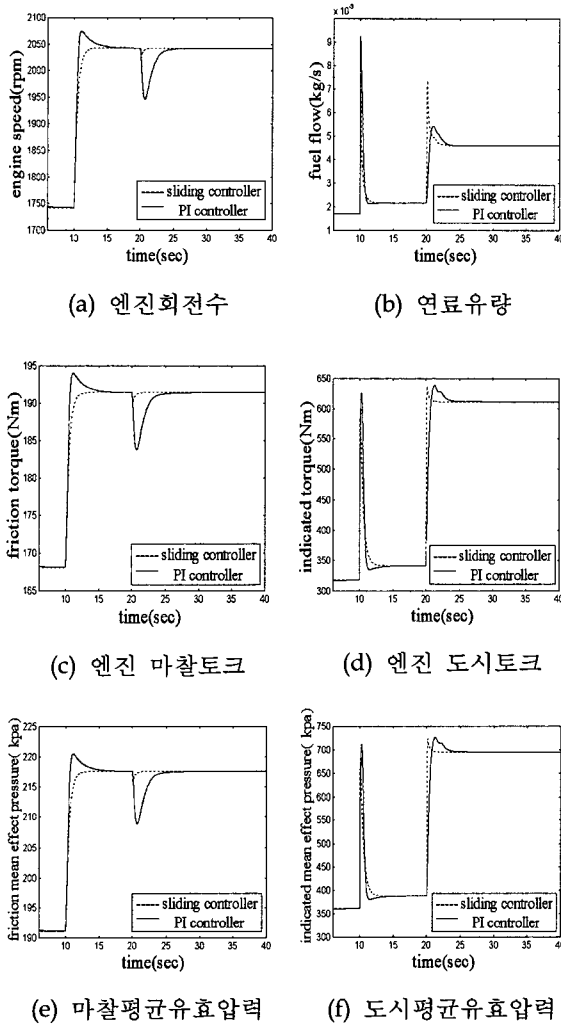 2100
2050
2000
1950
1900
1850
1800
1750
1700
engine speed(rpm)
sliding controller
PI controller
10 15 20 25 30 35 40
time(sec)
(a) 엔진회전수
x 10⁻³
9
8
7
6
5
4
3
2
1
fuel flow(kg/s)
sliding controller
PI controller
10 15 20 25 30 35 40
time(sec)
(b) 연료유량
195
190
185
180
175
170
165
friction torque(Nm)
sliding controller
PI controller
10 15 20 25 30 35 40
time(sec)
(c) 엔진 마찰토크
650
600
550
500
450
400
350
300
indicated torque(Nm)
sliding controller
PI controller
10 15 20 25 30 35 40
time(sec)
(d) 엔진 도시토크
225
220
215
210
205
200
195
190
friction mean effect pressure( kpa)
sliding controller
PI controller
10 15 20 25 30 35 40
time(sec)
(e) 마찰평균유효압력
750
700
650
600
550
500
450
400
350
300
indicated mean effect pressure( kpa)
sliding controller
PI controller
10 15 20 25 30 35 40
time(sec)
(f) 도시평균유효압력